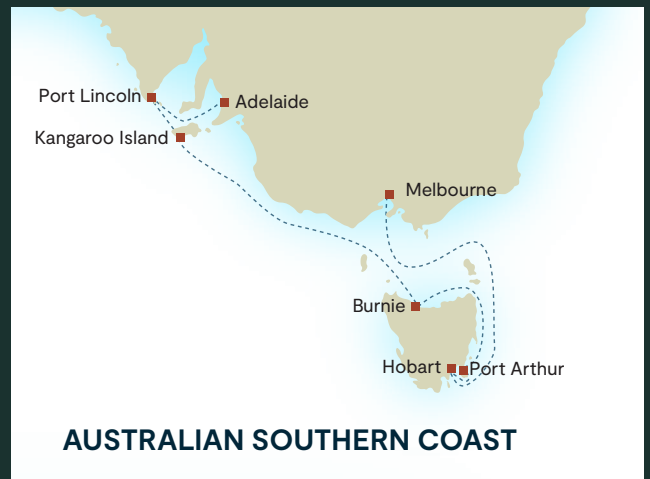 Port Lincoln
Adelaide
Kangaroo Island
Melbourne
Burnie
Hobart
Port Arthur
AUSTRALIAN SOUTHERN COAST